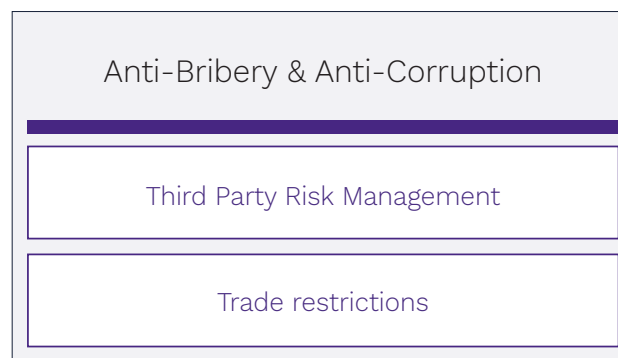 Anti-Bribery & Anti-Corruption
Third Party Risk Management
Trade restrictions